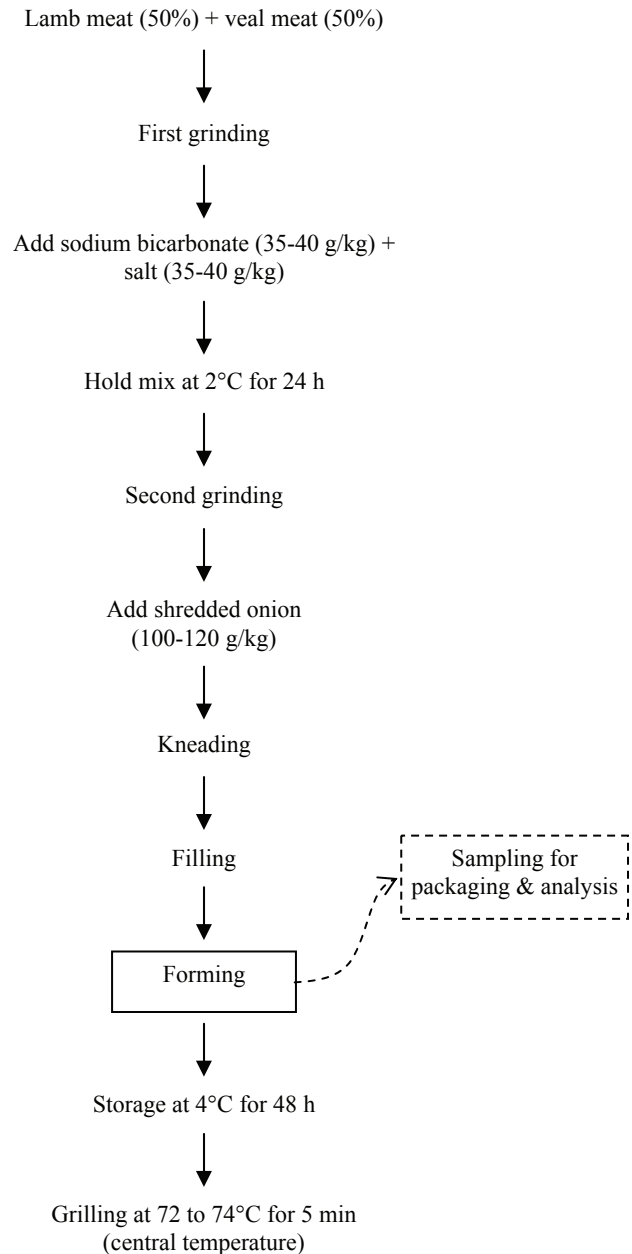 Lamb meat (50%) + veal meat (50%)
First grinding
Add sodium bicarbonate (35-40 g/kg) +
salt (35-40 g/kg)
Hold mix at 2°C for 24 h
Second grinding
Add shredded onion
(100-120 g/kg)
Kneading
Filling
Sampling for
packaging & analysis
Forming
Storage at 4°C for 48 h
Grilling at 72 to 74°C for 5 min
(central temperature)